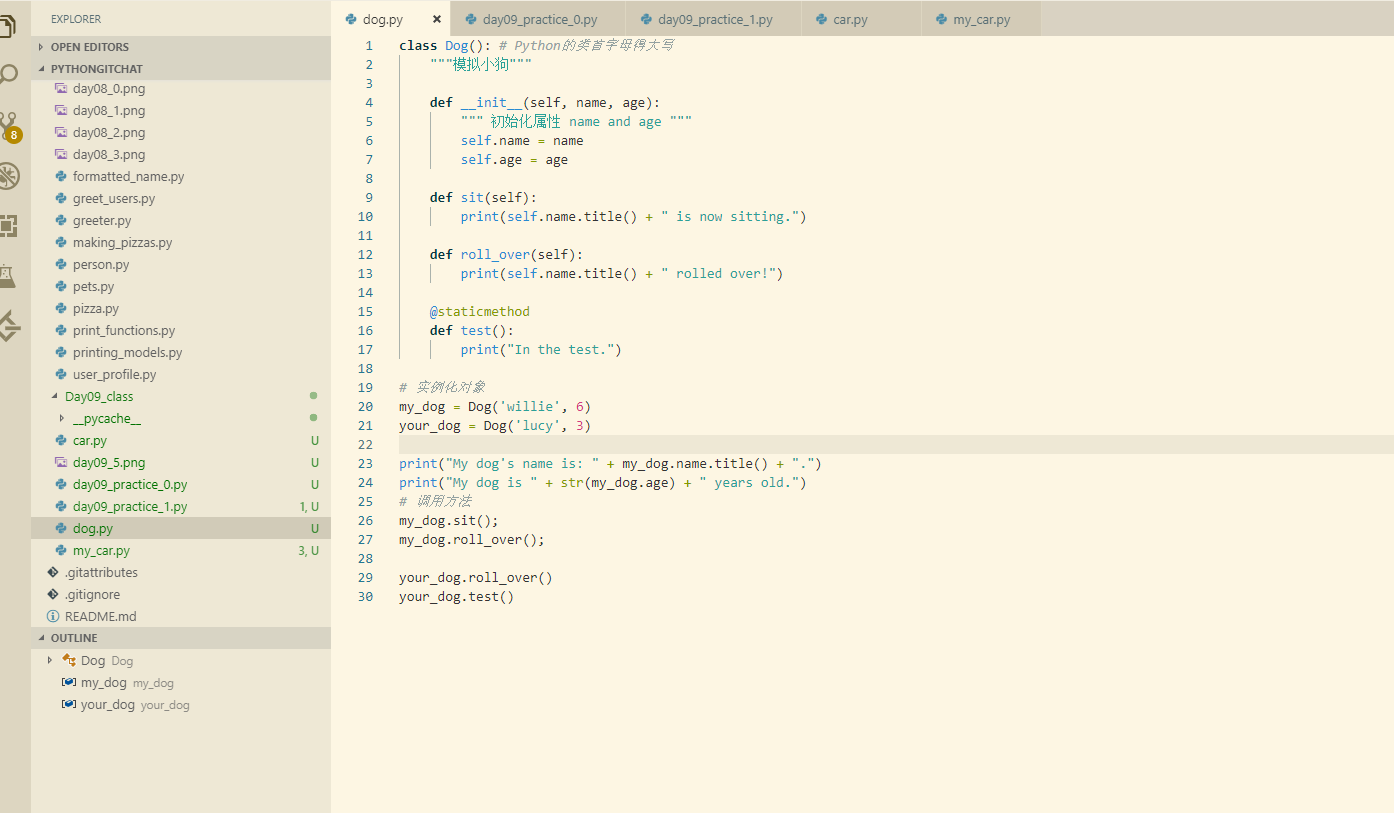 EXPLORER
OPEN EDITORS
PYTHONGITCHAT
day08_0.png
day08_1.png
day08_2.png
day08_3.png
formatted_name.py
greet_users.py
greeter.py
making_pizzas.py
person.py
pets.py
pizza.py
print_functions.py
printing_models.py
user_profile.py
Day09_class
__pycache__
car.py U
day09_5.png U
day09_practice_0.py U
day09_practice_1.py 1, U
dog.py U
my_car.py 3, U
.gitattributes
.gitignore
README.md
OUTLINE
Dog Dog
my_dog my_dog
your_dog your_dog
8
dog.py day09_practice_0.py day09_practice_1.py car.py my_car.py
1 class Dog(): # Python的类首字母得大写
2     """模拟小狗"""
3
4     def __init__(self, name, age):
5         """ 初始化属性 name and age """
6         self.name = name
7         self.age = age
8
9     def sit(self):
10         print(self.name.title() + " is now sitting.")
11
12     def roll_over(self):
13         print(self.name.title() + " rolled over!")
14
15     @staticmethod
16     def test():
17         print("In the test.")
18
19 # 实例化对象
20 my_dog = Dog('willie', 6)
21 your_dog = Dog('lucy', 3)
22
23 print("My dog's name is: " + my_dog.name.title() + ".")
24 print("My dog is " + str(my_dog.age) + " years old.")
25 # 调用方法
26 my_dog.sit();
27 my_dog.roll_over();
28
29 your_dog.roll_over()
30 your_dog.test()